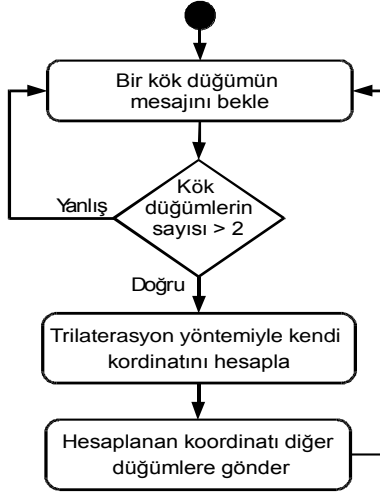 Bir kök düğümün
mesajını bekle
Kök
düğümlerin
sayısı > 2
Yanlış
Doğru
Trilaterasyon yöntemiyle kendi
kordinatını hesapla
Hesaplanan koordinatı diğer
düğümlere gönder